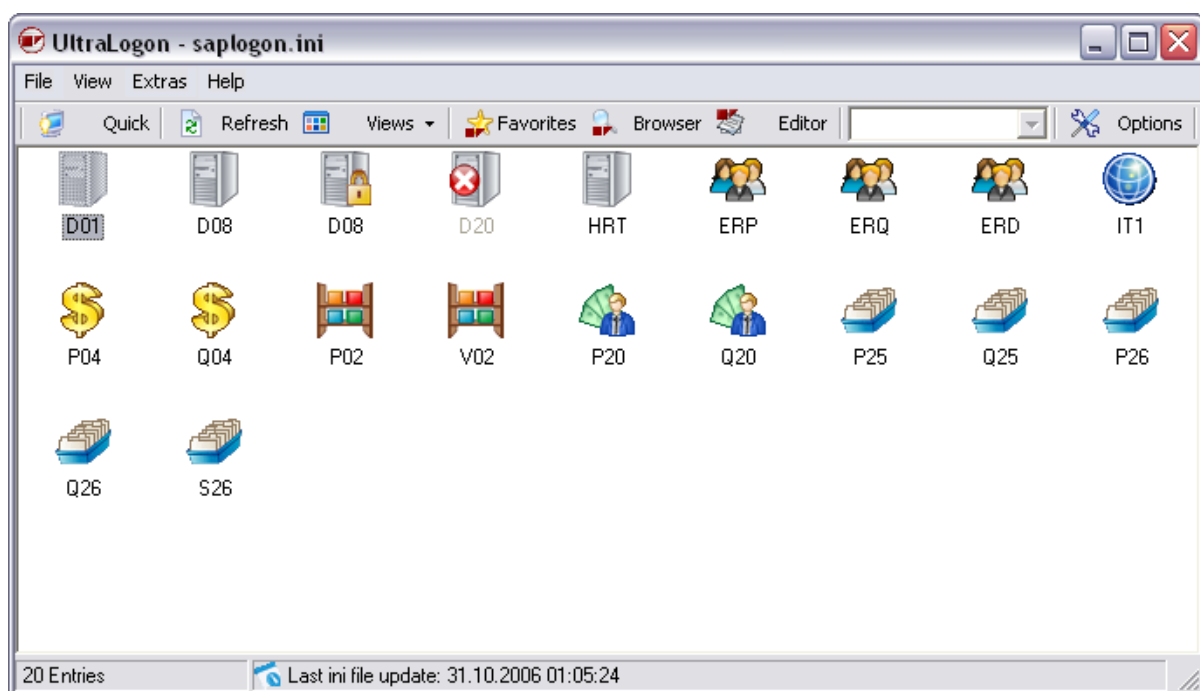 UltraLogon - saplogon.ini
File View Extras Help
Quick Refresh Views Favorites Browser Editor Options
D01 D08 D08 D20 HRT ERP ERQ ERD IT1
P04 Q04 P02 V02 P20 Q20 P25 Q25 P26
Q26 S26
20 Entries Last ini file update: 31.10.2006 01:05:24